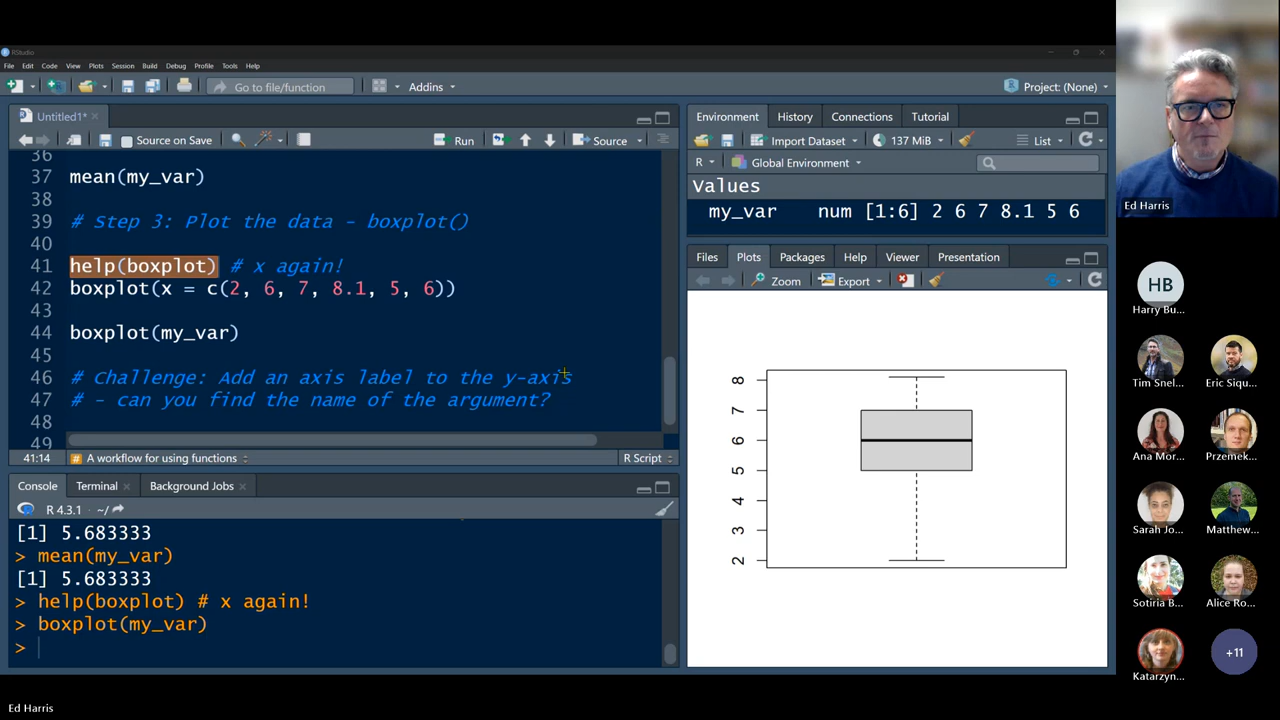 RStudio
File Edit Code View Plots Session Build Debug Profile Tools Help
Go to file/function Addins Project: (None)
Untitled1*
Source on Save Run Source
36
37 mean(my_var)
38
39 # Step 3: Plot the data - boxplot()
40
41 help(boxplot) # x again!
42 boxplot(x = c(2, 6, 7, 8.1, 5, 6))
43
44 boxplot(my_var)
45
46 # Challenge: Add an axis label to the y-axis
47 # - can you find the name of the argument?
48
49
41:14 # A workflow for using functions R Script
Console Terminal Background Jobs
R 4.3.1 · ~/
[1] 5.683333
> mean(my_var)
[1] 5.683333
> help(boxplot) # x again!
> boxplot(my_var)
>
Environment History Connections Tutorial
Import Dataset 137 MiB List
R Global Environment
Values
my_var num [1:6] 2 6 7 8.1 5 6
Files Plots Packages Help Viewer Presentation
Zoom Export
8
7
6
5
4
3
2
Ed Harris
HB
Harry Bu...
Tim Snel... Eric Siqu...
Ana Mor... Przemek...
Sarah Jo... Matthew...
Sotiria B... Alice Ro...
Katarzyn... +11
Ed Harris